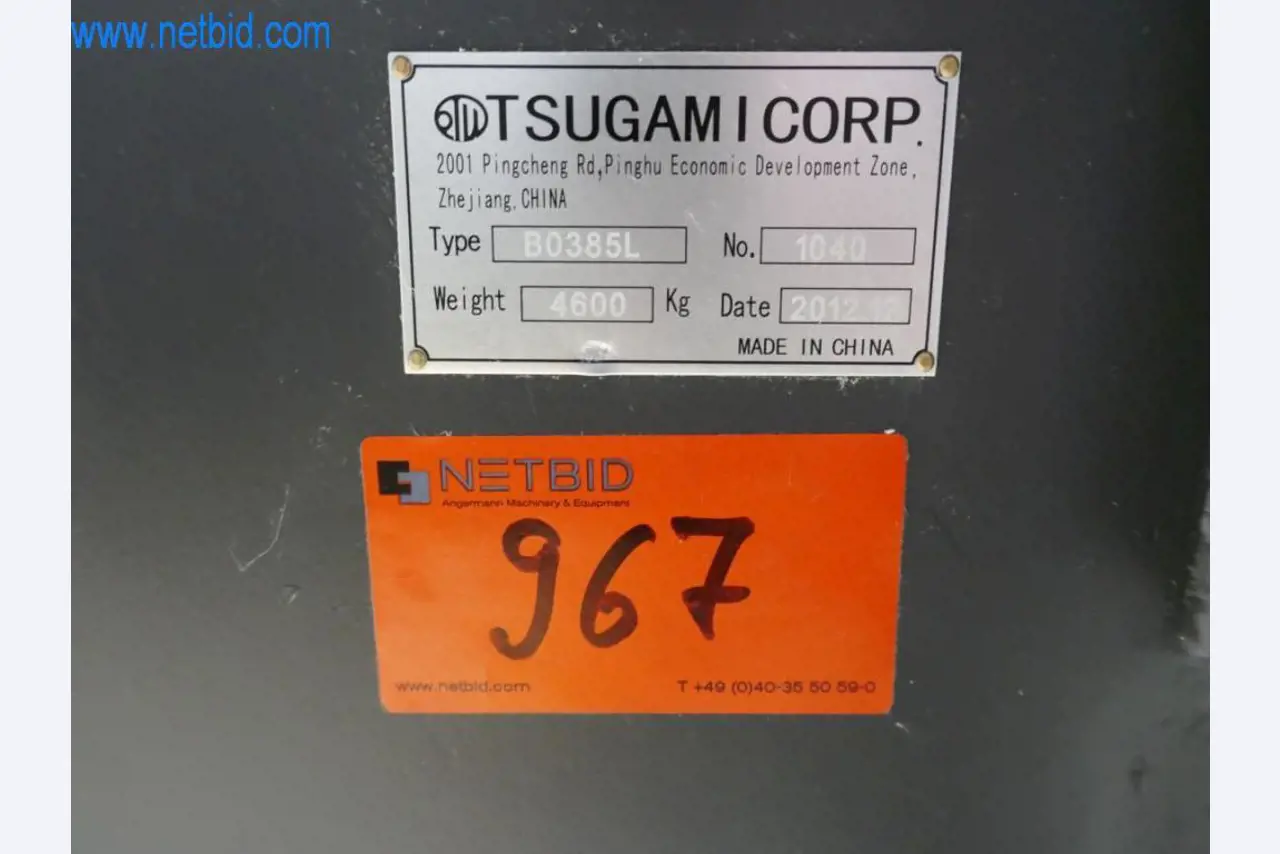 www.netbid.com
TSUGAMI CORP.
2001 Pingcheng Rd,Pinghu Economic Development Zone,
Zhejiang, CHINA
Type B0385L No. 1040
Weight 4600 Kg Date 2012.12
MADE IN CHINA
NETBID
Angermann Machinery & Equipment
967
www.netbid.com T +49 (0)40-35 50 59-0